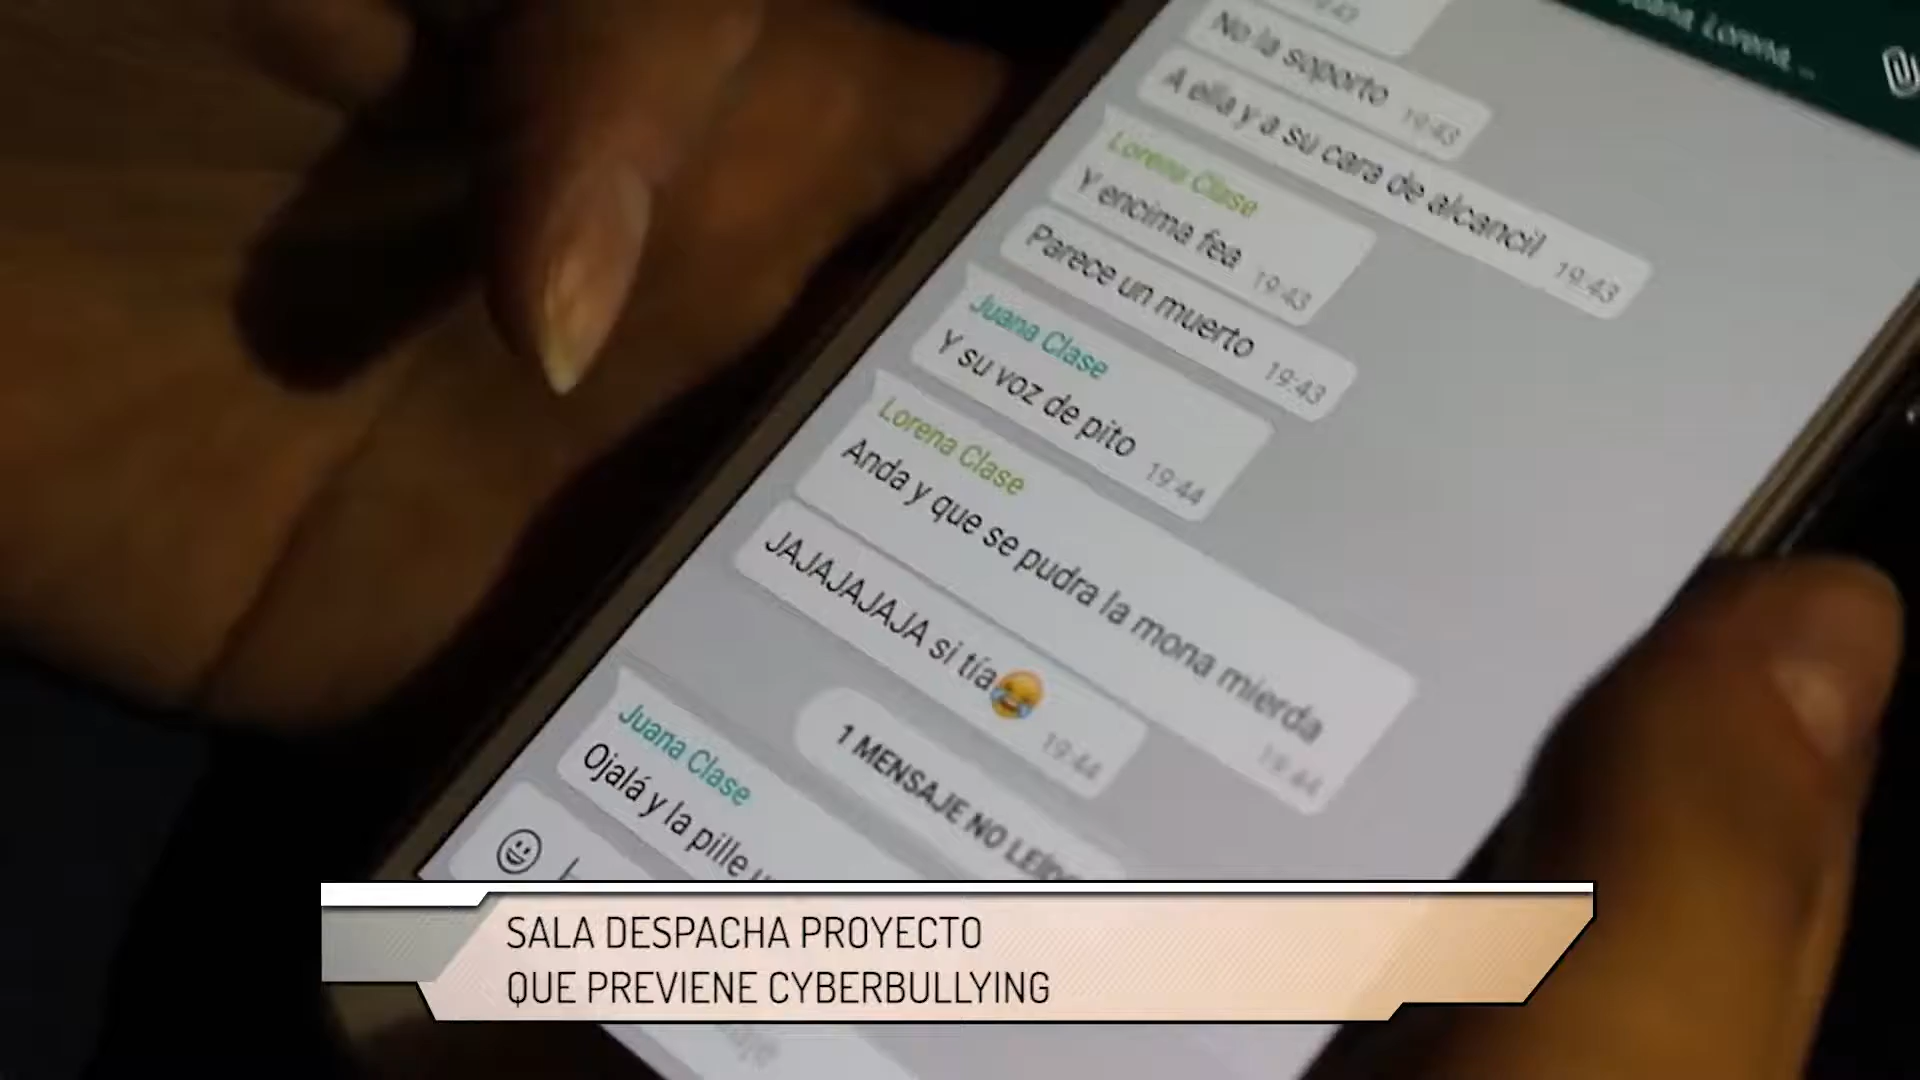 19:43
No la soporto 19:43
A ella y a su cara de alcancil 19:43
Lorena Clase
Y encima fea 19:43
Parece un muerto 19:43
Juana Clase
Y su voz de pito 19:44
Lorena Clase
Anda y que se pudra la mona mierda 19:44
JAJAJAJAJA si tía😂 19:44
1 MENSAJE NO
Juana Clase
Ojalá y la pille
Lorena
SALA DESPACHA PROYECTO
QUE PREVIENE CYBERBULLYING